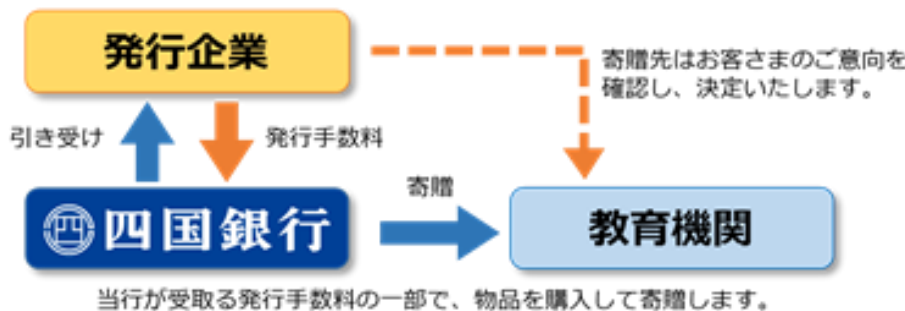 発行企業
寄贈先はお客さまのご意向を
確認し、決定いたします。
引き受け
発行手数料
四国銀行
寄贈
教育機関
当行が受取る発行手数料の一部で、物品を購入して寄贈します。